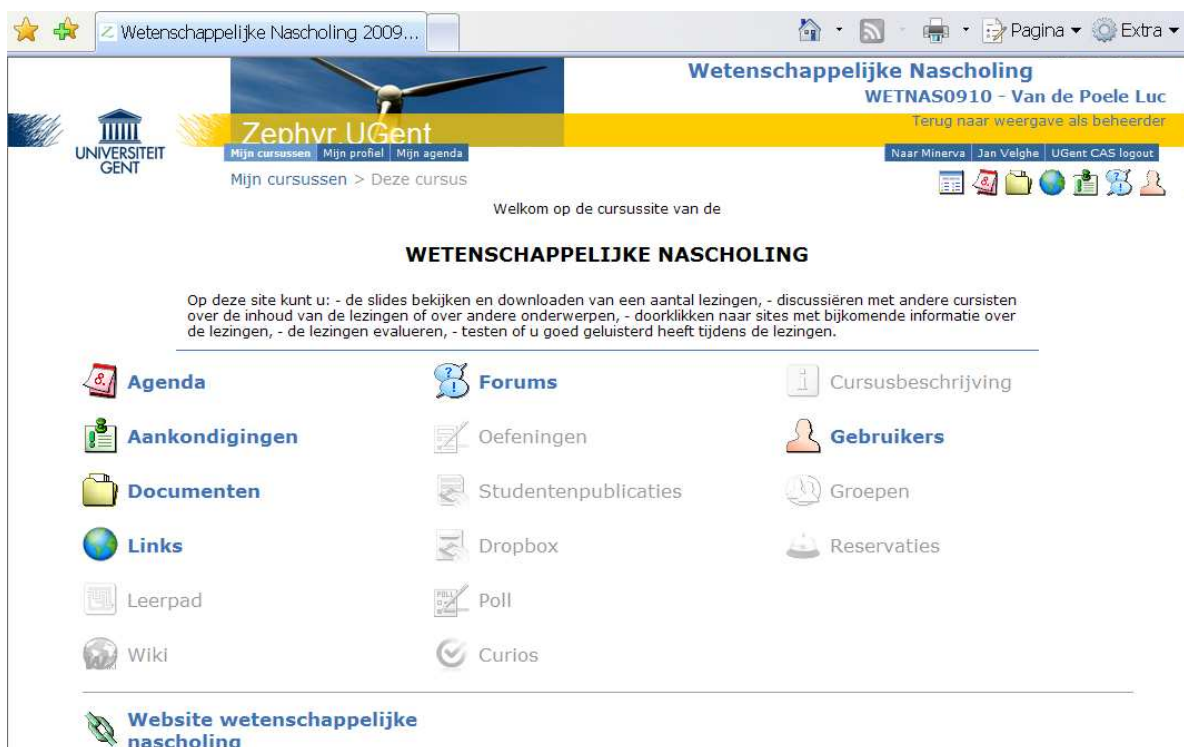 Wetenschappelijke Nascholing 2009...
Pagina
Extra
Wetenschappelijke Nascholing
WETNAS0910 - Van de Poele Luc
Terug naar weergave als beheerder
Zephyr.UGent
UNIVERSITEIT
GENT
Mijn cursussen Mijn profiel Mijn agenda
Naar Minerva Jan Velghe UGent CAS logout
Mijn cursussen > Deze cursus
Welkom op de cursussite van de
WETENSCHAPPELIJKE NASCHOLING
Op deze site kunt u: - de slides bekijken en downloaden van een aantal lezingen, - discussiëren met andere cursisten
over de inhoud van de lezingen of over andere onderwerpen, - doorklikken naar sites met bijkomende informatie over
de lezingen, - de lezingen evalueren, - testen of u goed geluisterd heeft tijdens de lezingen.
Agenda
Forums
Cursusbeschrijving
Aankondigingen
Oefeningen
Gebruikers
Documenten
Studentenpublicaties
Groepen
Links
Dropbox
Reservaties
Leerpad
Poll
Wiki
Curios
Website wetenschappelijke
nascholing